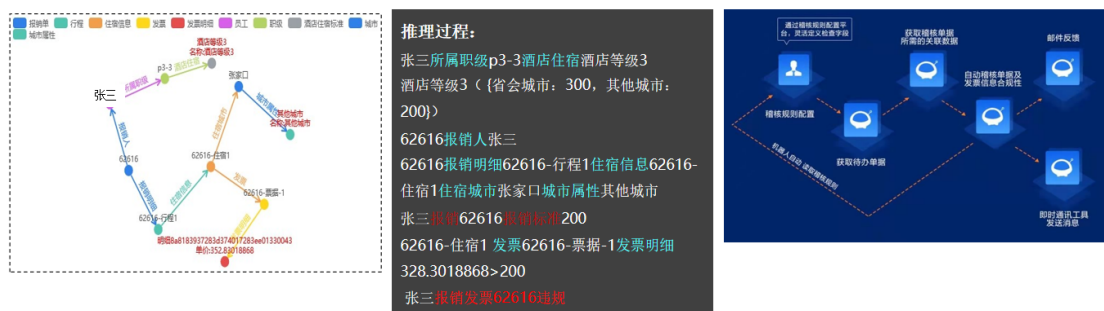 报销单 行程 住宿信息 发票 发票明细 员工 职级 酒店住宿标准 城市
城市属性
酒店等级3
名称:酒店等级3
p3-3
酒店住宿
所属职级
张三
张家口
城市属性
其他城市
名称:其他城市
报销人
住宿城市
62616
62616-住宿1
报销明细
住宿信息
发票
62616-票据-1
62616-行程1
明细8a8183937283d374017283ee01330043
单价:352.83018868
推理过程：
张三所属职级p3-3酒店住宿酒店等级3
酒店等级3（ {省会城市：300，其他城市：
200}）
62616报销人张三
62616报销明细62616-行程1住宿信息62616-
住宿1住宿城市张家口城市属性其他城市
张三报销62616报销标准200
62616-住宿1 发票62616-票据-1发票明细
328.3018868>200
张三报销发票62616违规
通过稽核规则配置平
台，灵活定义检查字段
获取稽核单据
所需的关联数据
邮件反馈
自动稽核单据及
发票信息合规性
稽核规则配置
获取待办单据
机器人自动 读取稽核规则
即时通讯工具
发送消息